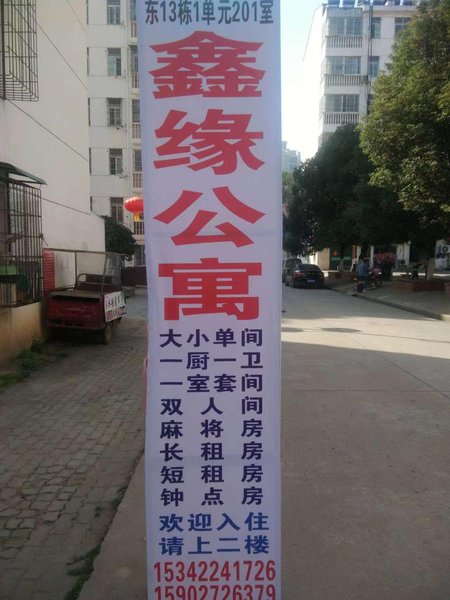 东13栋1单元201室
鑫缘公寓
大小单间
一厨一卫
一室套间
双人间
麻将房
长租房
短租房
钟点房
欢迎入住
请上二楼
15342241726
15902726379